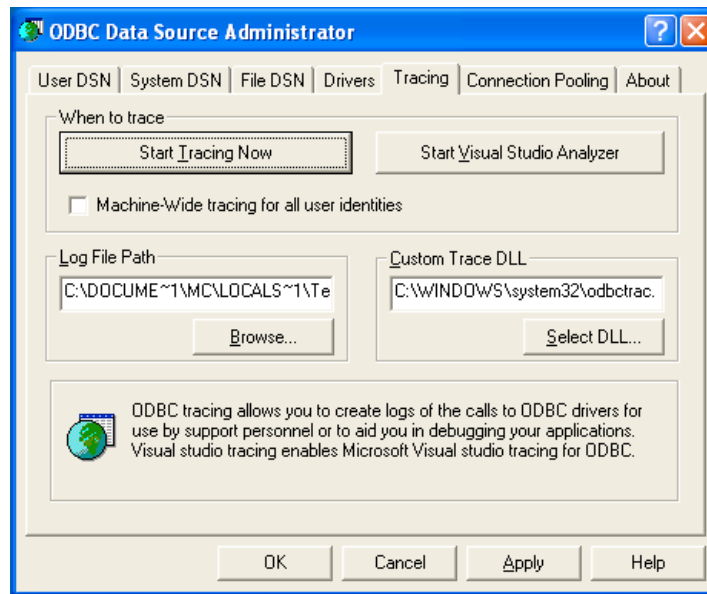 ODBC Data Source Administrator
User DSN System DSN File DSN Drivers Tracing Connection Pooling About
When to trace
Start Tracing Now Start Visual Studio Analyzer
Machine-Wide tracing for all user identities
Log File Path Custom Trace DLL
C:\DOCUME~1\MC\LOCALS~1\Te C:\WINDOWS\system32\odbctrac.
Browse... Select DLL...
ODBC tracing allows you to create logs of the calls to ODBC drivers for
use by support personnel or to aid you in debugging your applications.
Visual studio tracing enables Microsoft Visual studio tracing for ODBC.
OK Cancel Apply Help